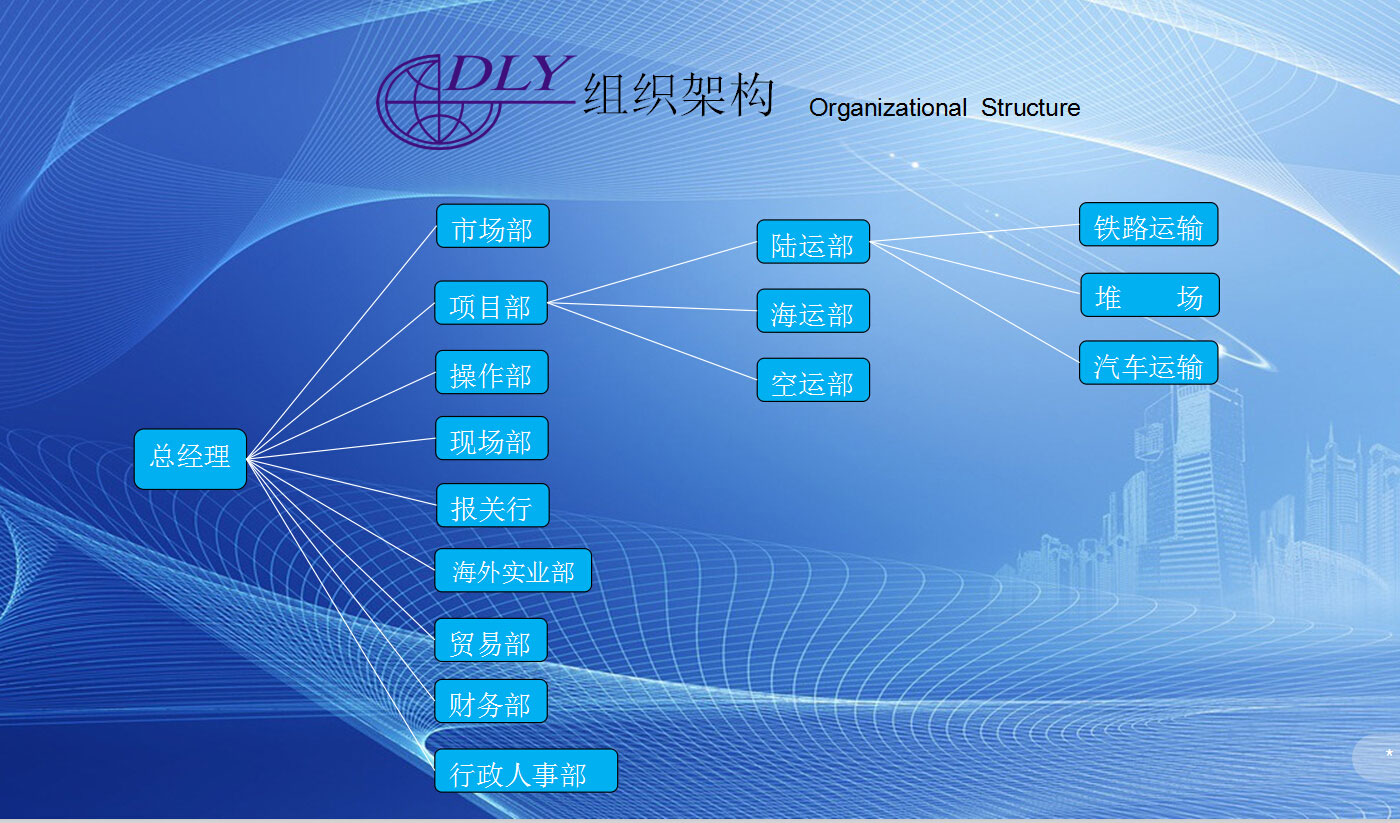 DLY 组织架构 Organizational Structure
总经理
市场部
项目部
操作部
现场部
报关行
海外实业部
贸易部
财务部
行政人事部
陆运部
海运部
空运部
铁路运输
堆 场
汽车运输
*